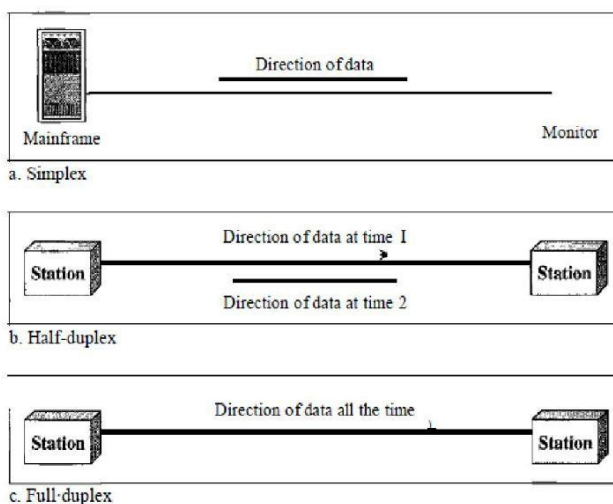 Direction of data
Mainframe
Monitor
a. Simplex
Direction of data at time I
Station
Station
Direction of data at time 2
b. Half-duplex
Direction of data all the time
Station
Station
c. Full·duplex